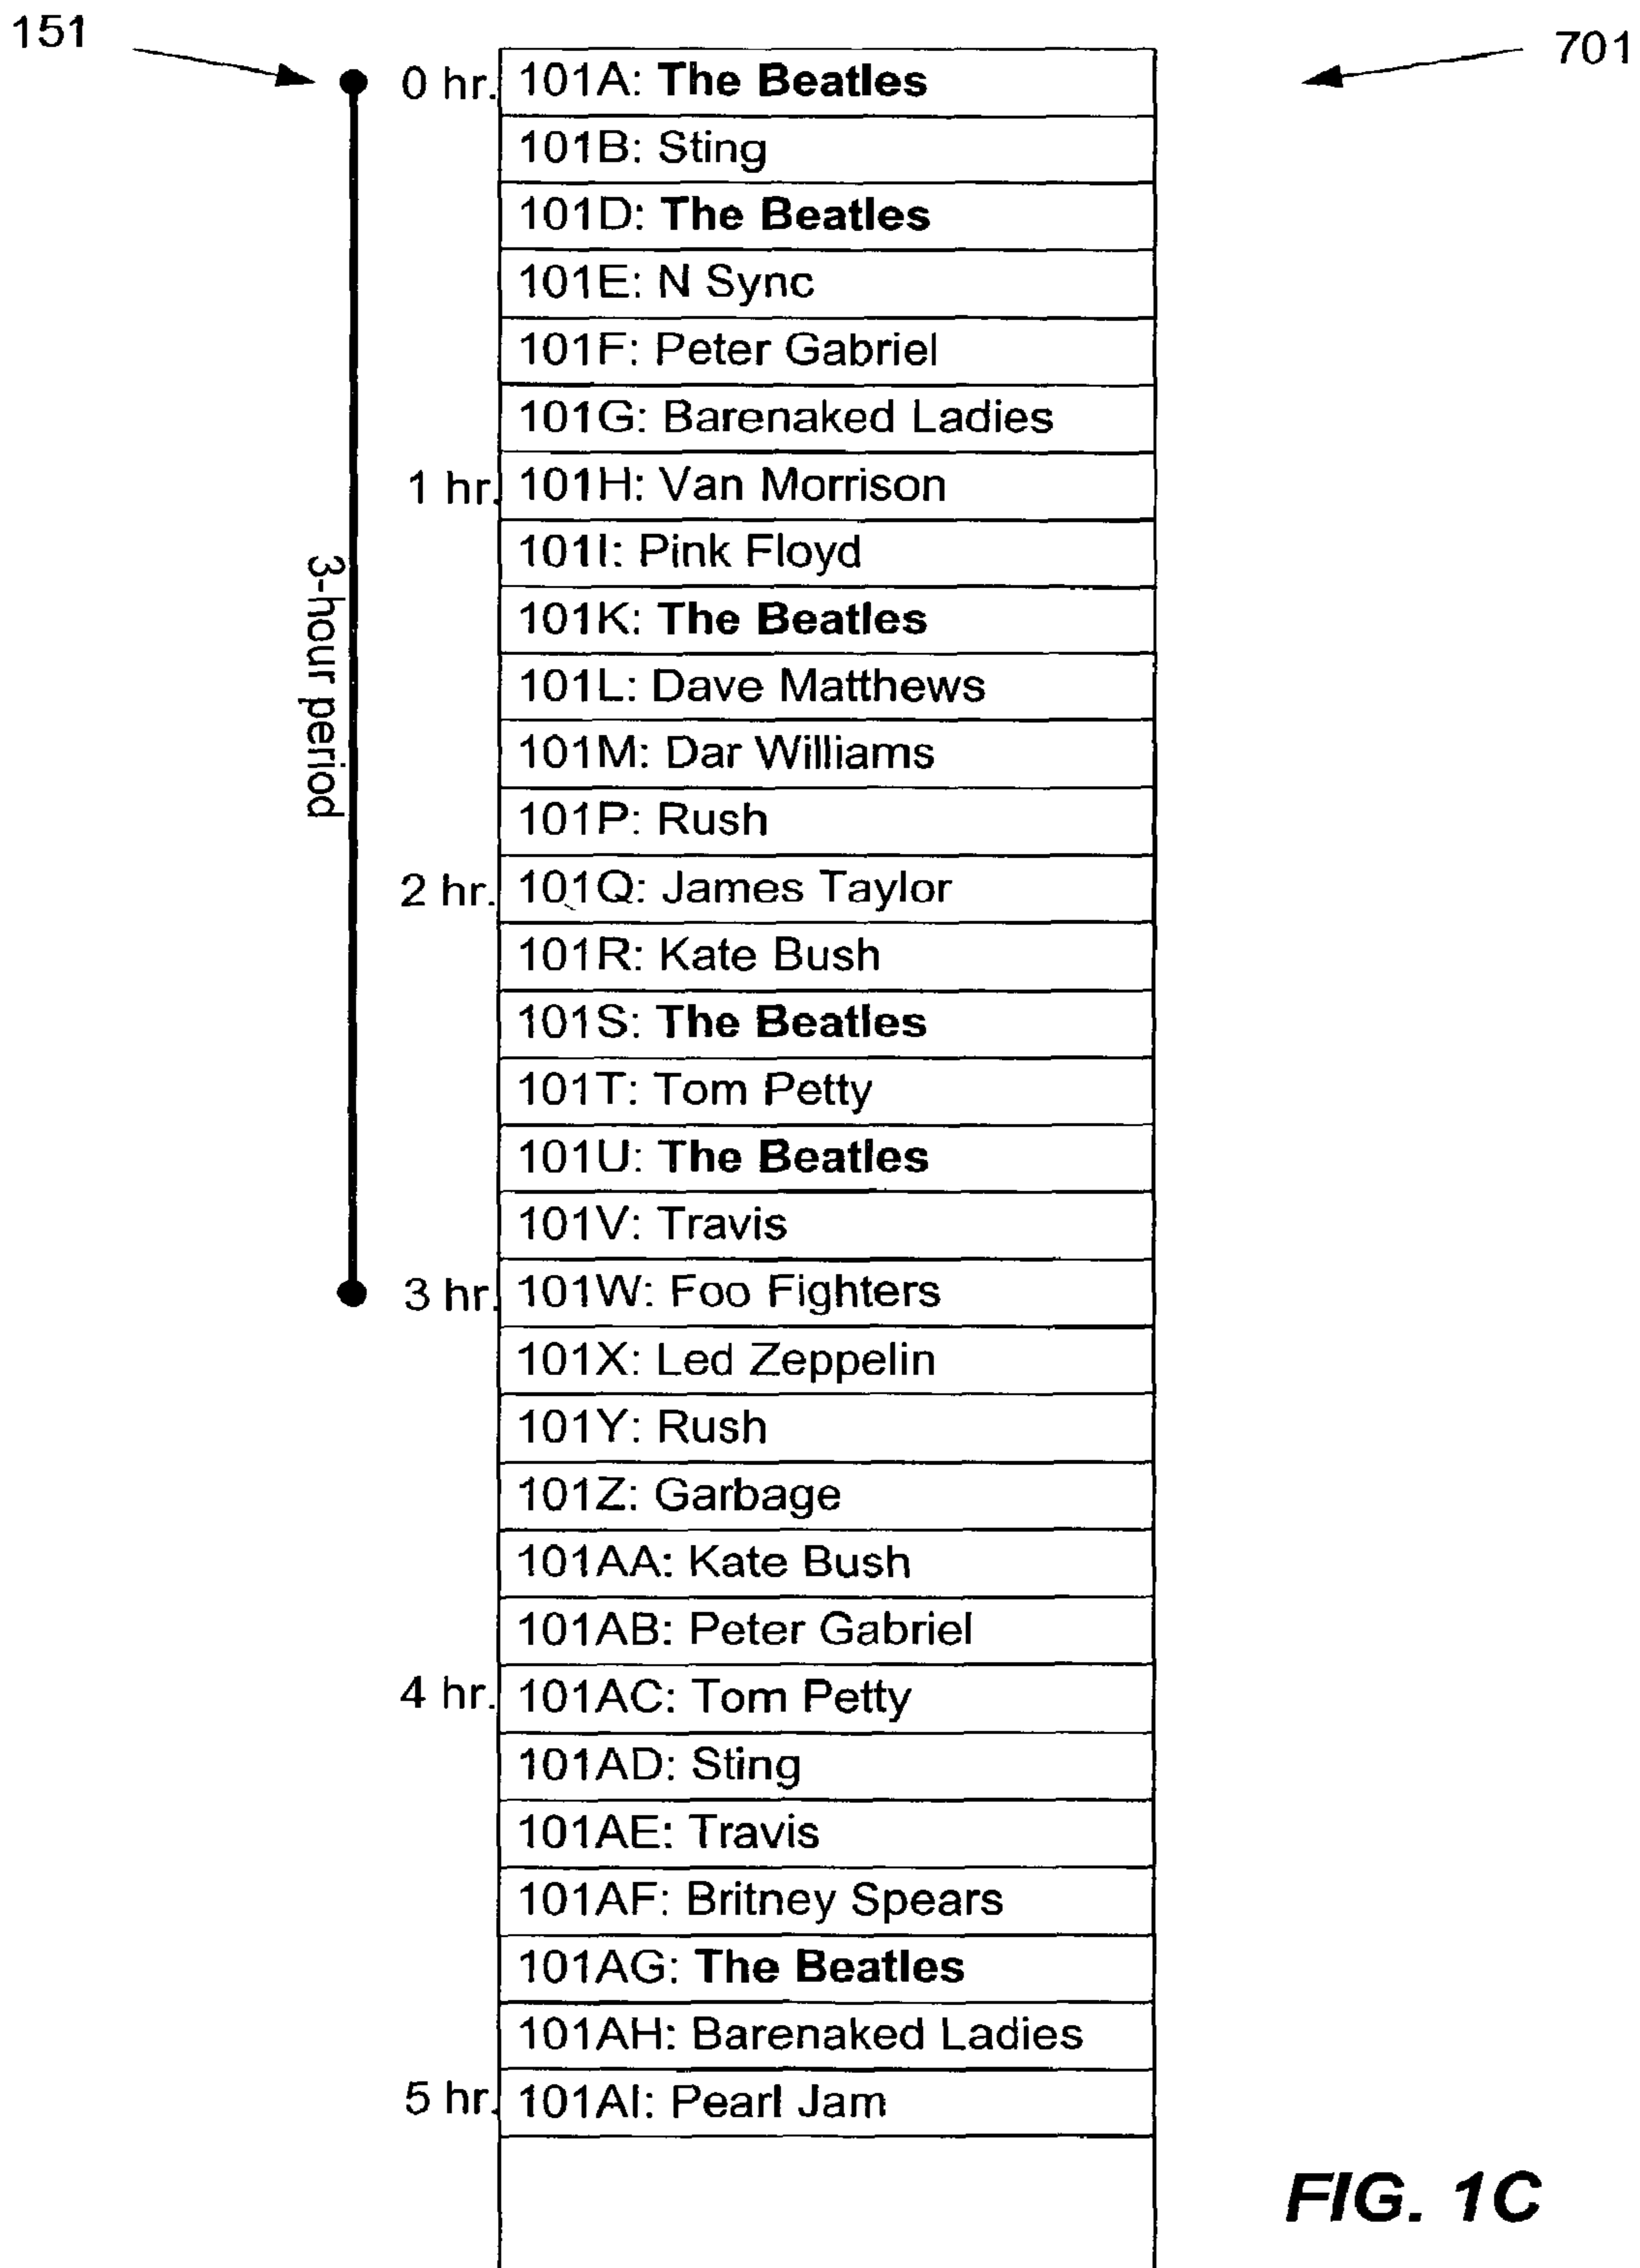 151
701
0 hr. 101A: The Beatles
101B: Sting
101D: The Beatles
101E: N Sync
101F: Peter Gabriel
101G: Barenaked Ladies
1 hr. 101H: Van Morrison
101I: Pink Floyd
3-hour period
101K: The Beatles
101L: Dave Matthews
101M: Dar Williams
101P: Rush
2 hr. 101Q: James Taylor
101R: Kate Bush
101S: The Beatles
101T: Tom Petty
101U: The Beatles
101V: Travis
3 hr. 101W: Foo Fighters
101X: Led Zeppelin
101Y: Rush
101Z: Garbage
101AA: Kate Bush
101AB: Peter Gabriel
4 hr. 101AC: Tom Petty
101AD: Sting
101AE: Travis
101AF: Britney Spears
101AG: The Beatles
101AH: Barenaked Ladies
5 hr. 101AI: Pearl Jam
FIG. 1C